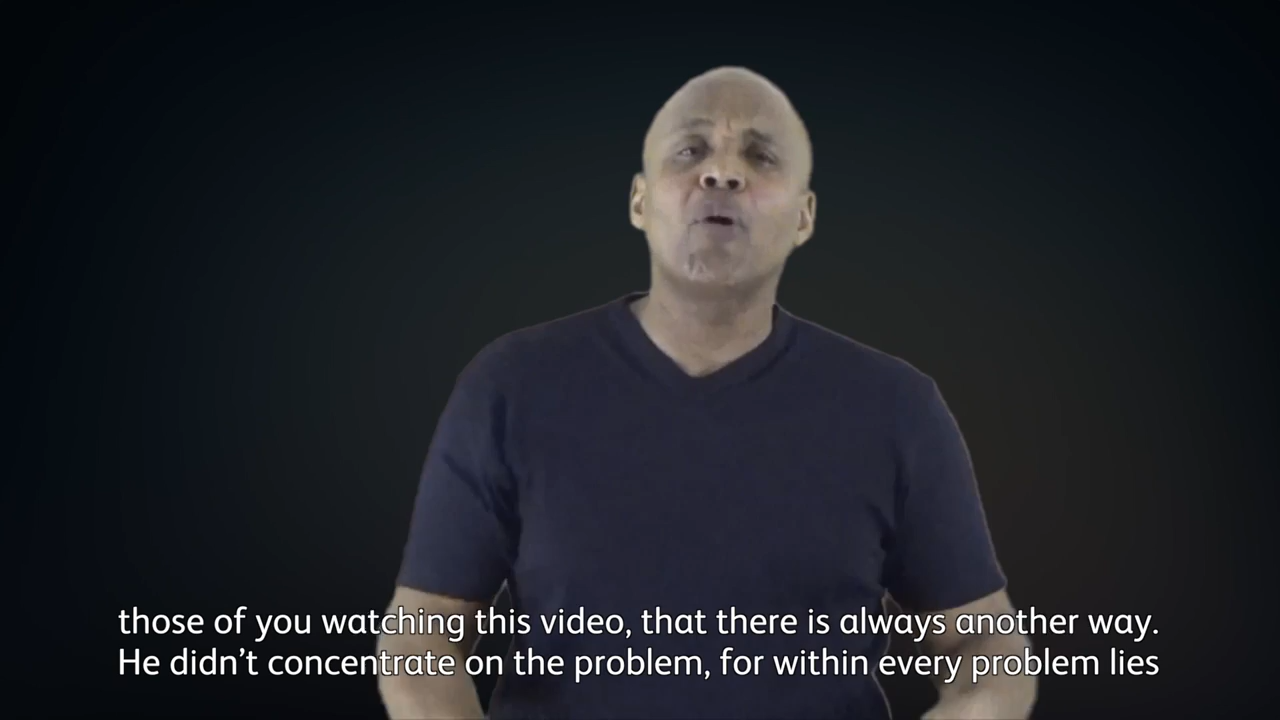 those of you watching this video, that there is always another way.
He didn’t concentrate on the problem, for within every problem lies